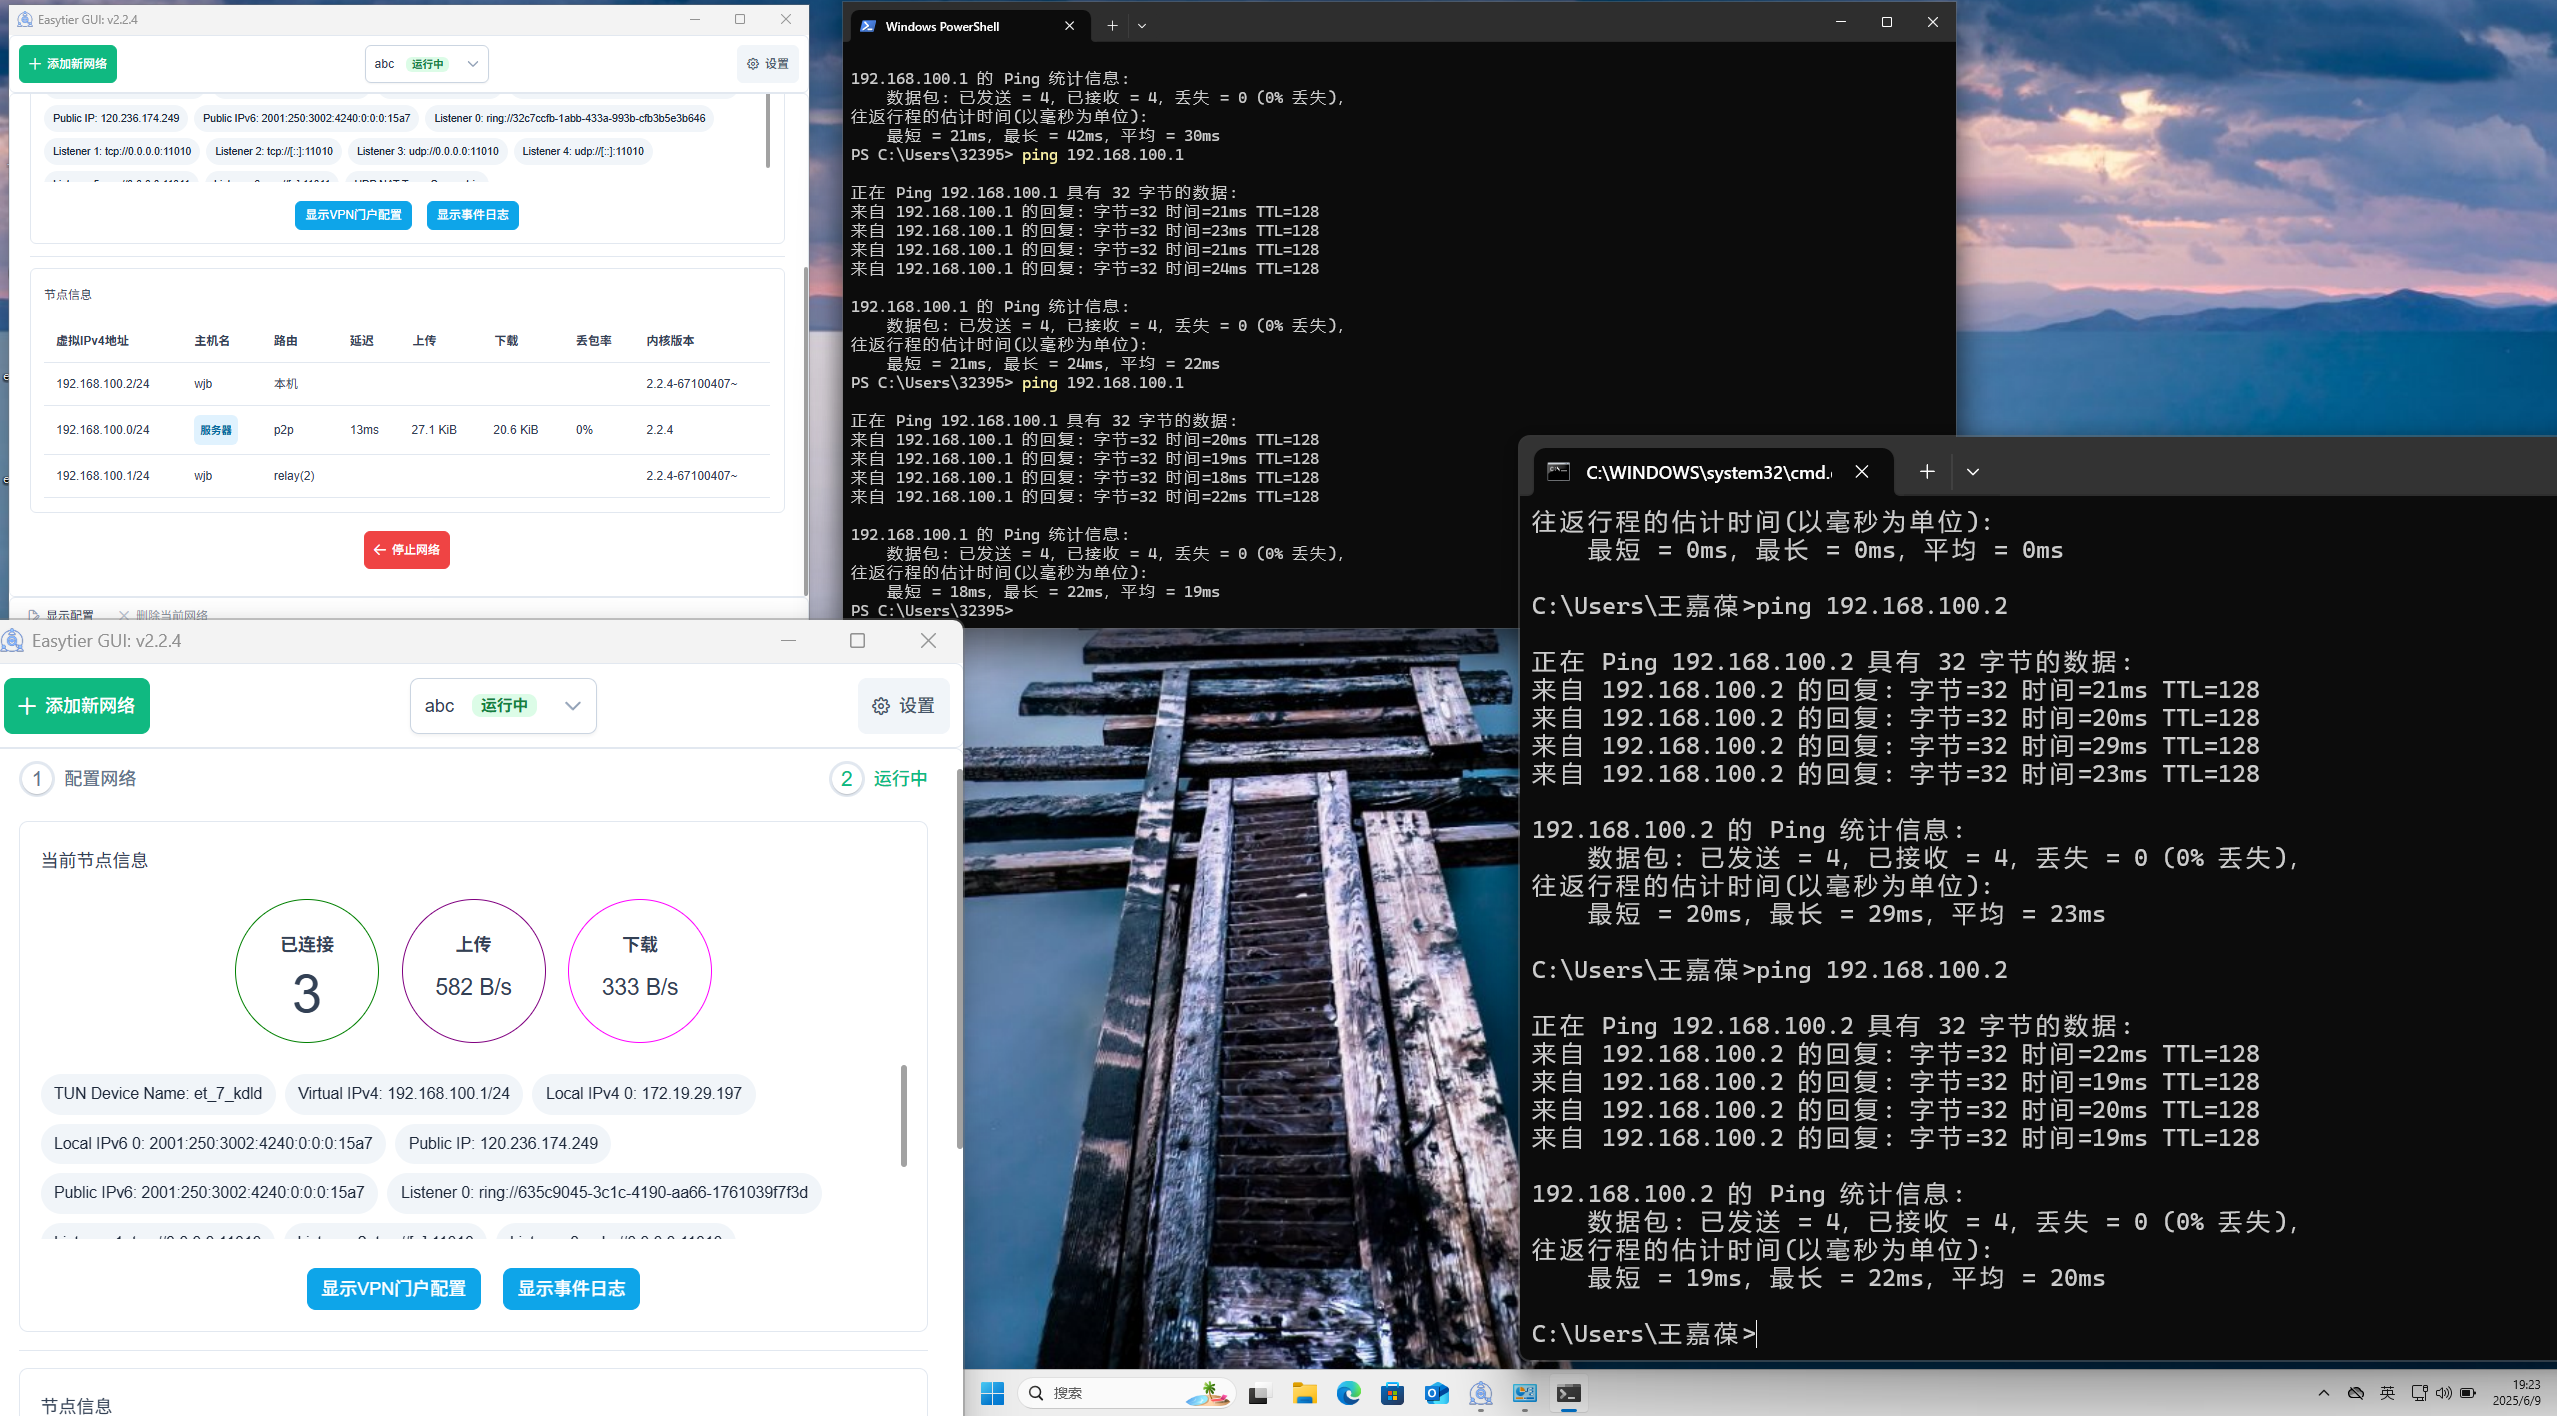 Easytier GUI: v2.2.4
添加新网络
abc 运行中
设置
Public IP: 120.236.174.249 Public IPv6: 2001:250:3002:4240:0:0:0:15a7 Listener 0: ring://32c7ccfb-1abb-433a-993b-cfb3b5e3b646
Listener 1: tcp://0.0.0.0:11010 Listener 2: tcp://[::]:11010 Listener 3: udp://0.0.0.0:11010 Listener 4: udp://[::]:11010
显示VPN门户配置 显示事件日志
节点信息
虚拟IPv4地址 主机名 路由 延迟 上传 下载 丢包率 内核版本
192.168.100.2/24 wjb 本机 2.2.4-67100407~
192.168.100.0/24 服务器 p2p 13ms 27.1 KiB 20.6 KiB 0% 2.2.4
192.168.100.1/24 wjb relay(2) 2.2.4-67100407~
停止网络
显示配置 删除当前网络
Windows PowerShell
192.168.100.1 的 Ping 统计信息:
数据包: 已发送 = 4，已接收 = 4，丢失 = 0 (0% 丢失)，
往返行程的估计时间(以毫秒为单位):
最短 = 21ms，最长 = 42ms，平均 = 30ms
PS C:\Users\32395> ping 192.168.100.1
正在 Ping 192.168.100.1 具有 32 字节的数据:
来自 192.168.100.1 的回复: 字节=32 时间=21ms TTL=128
来自 192.168.100.1 的回复: 字节=32 时间=23ms TTL=128
来自 192.168.100.1 的回复: 字节=32 时间=21ms TTL=128
来自 192.168.100.1 的回复: 字节=32 时间=24ms TTL=128
192.168.100.1 的 Ping 统计信息:
数据包: 已发送 = 4，已接收 = 4，丢失 = 0 (0% 丢失)，
往返行程的估计时间(以毫秒为单位):
最短 = 21ms，最长 = 24ms，平均 = 22ms
PS C:\Users\32395> ping 192.168.100.1
正在 Ping 192.168.100.1 具有 32 字节的数据:
来自 192.168.100.1 的回复: 字节=32 时间=20ms TTL=128
来自 192.168.100.1 的回复: 字节=32 时间=19ms TTL=128
来自 192.168.100.1 的回复: 字节=32 时间=18ms TTL=128
来自 192.168.100.1 的回复: 字节=32 时间=22ms TTL=128
192.168.100.1 的 Ping 统计信息:
数据包: 已发送 = 4，已接收 = 4，丢失 = 0 (0% 丢失)，
往返行程的估计时间(以毫秒为单位):
最短 = 18ms，最长 = 22ms，平均 = 19ms
PS C:\Users\32395>
C:\WINDOWS\system32\cmd.
往返行程的估计时间(以毫秒为单位):
最短 = 0ms，最长 = 0ms，平均 = 0ms
C:\Users\王嘉葆>ping 192.168.100.2
正在 Ping 192.168.100.2 具有 32 字节的数据:
来自 192.168.100.2 的回复: 字节=32 时间=21ms TTL=128
来自 192.168.100.2 的回复: 字节=32 时间=20ms TTL=128
来自 192.168.100.2 的回复: 字节=32 时间=29ms TTL=128
来自 192.168.100.2 的回复: 字节=32 时间=23ms TTL=128
192.168.100.2 的 Ping 统计信息:
数据包: 已发送 = 4，已接收 = 4，丢失 = 0 (0% 丢失)，
往返行程的估计时间(以毫秒为单位):
最短 = 20ms，最长 = 29ms，平均 = 23ms
C:\Users\王嘉葆>ping 192.168.100.2
正在 Ping 192.168.100.2 具有 32 字节的数据:
来自 192.168.100.2 的回复: 字节=32 时间=22ms TTL=128
来自 192.168.100.2 的回复: 字节=32 时间=19ms TTL=128
来自 192.168.100.2 的回复: 字节=32 时间=20ms TTL=128
来自 192.168.100.2 的回复: 字节=32 时间=19ms TTL=128
192.168.100.2 的 Ping 统计信息:
数据包: 已发送 = 4，已接收 = 4，丢失 = 0 (0% 丢失)，
往返行程的估计时间(以毫秒为单位):
最短 = 19ms，最长 = 22ms，平均 = 20ms
C:\Users\王嘉葆>
Easytier GUI: v2.2.4
添加新网络
abc 运行中
设置
1 配置网络
2 运行中
当前节点信息
已连接 上传 下载
3 582 B/s 333 B/s
TUN Device Name: et_7_kdld Virtual IPv4: 192.168.100.1/24 Local IPv4 0: 172.19.29.197
Local IPv6 0: 2001:250:3002:4240:0:0:0:15a7 Public IP: 120.236.174.249
Public IPv6: 2001:250:3002:4240:0:0:0:15a7 Listener 0: ring://635c9045-3c1c-4190-aa66-1761039f7f3d
显示VPN门户配置 显示事件日志
节点信息
搜索
英
19:23
2025/6/9